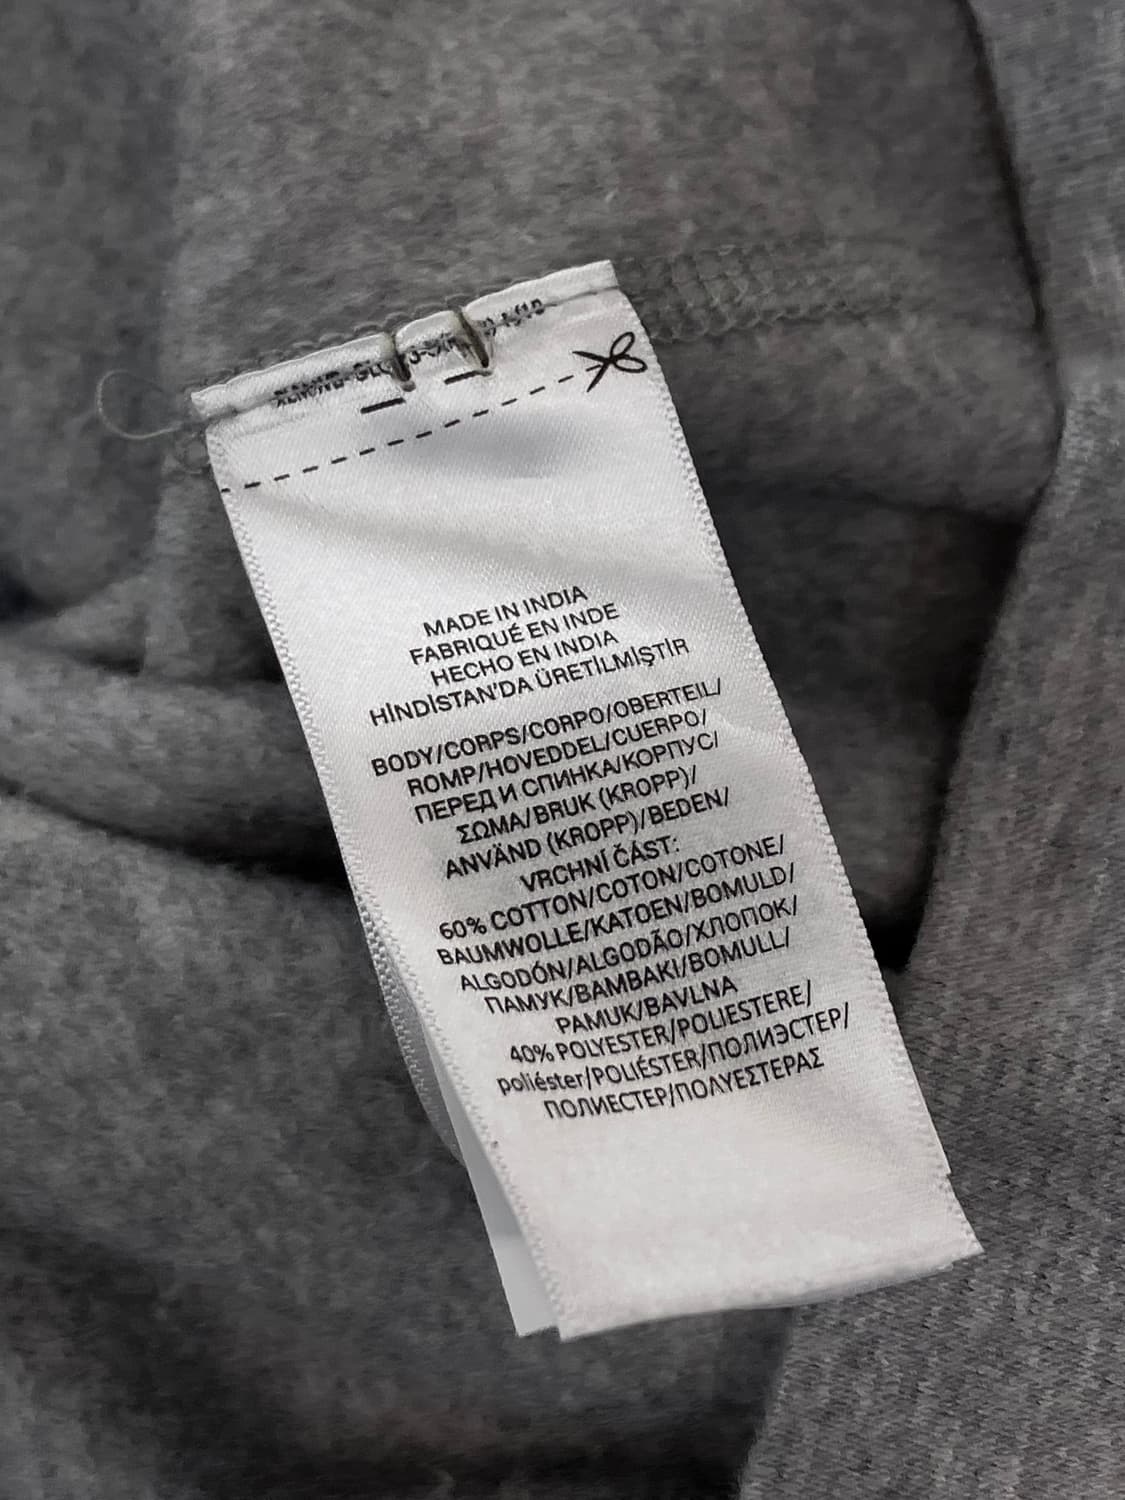 MADE IN INDIA
FABRIQUÉ EN INDE
HECHO EN INDIA
HİNDİSTAN'DA ÜRETİLMİŞTİR
BODY/CORPS/CORPO/OBERTEIL/
ROMP/HOVEDDEL/CUERPO/
ПЕРЕД И СПИНКА/КОРПУС/
ΣΩΜΑ/BRUK (KROPP)/
ANVÄND (KROPP)/BEDEN/
VRCHNÍ ČÁST:
60% COTTON/COTON/COTONE/
BAUMWOLLE/KATOEN/BOMULD/
ALGODÓN/ALGODÃO/ХЛОПОК/
ПАМУК/ΒΑΜΒΑΚΙ/BOMULL/
PAMUK/BAVLNA
40% POLYESTER/POLIESTERE/
poliéster/POLIÉSTER/ПОЛИЭСТЕР/
ПОЛИЕСТЕР/ΠΟΛΥΕΣΤΕΡΑΣ